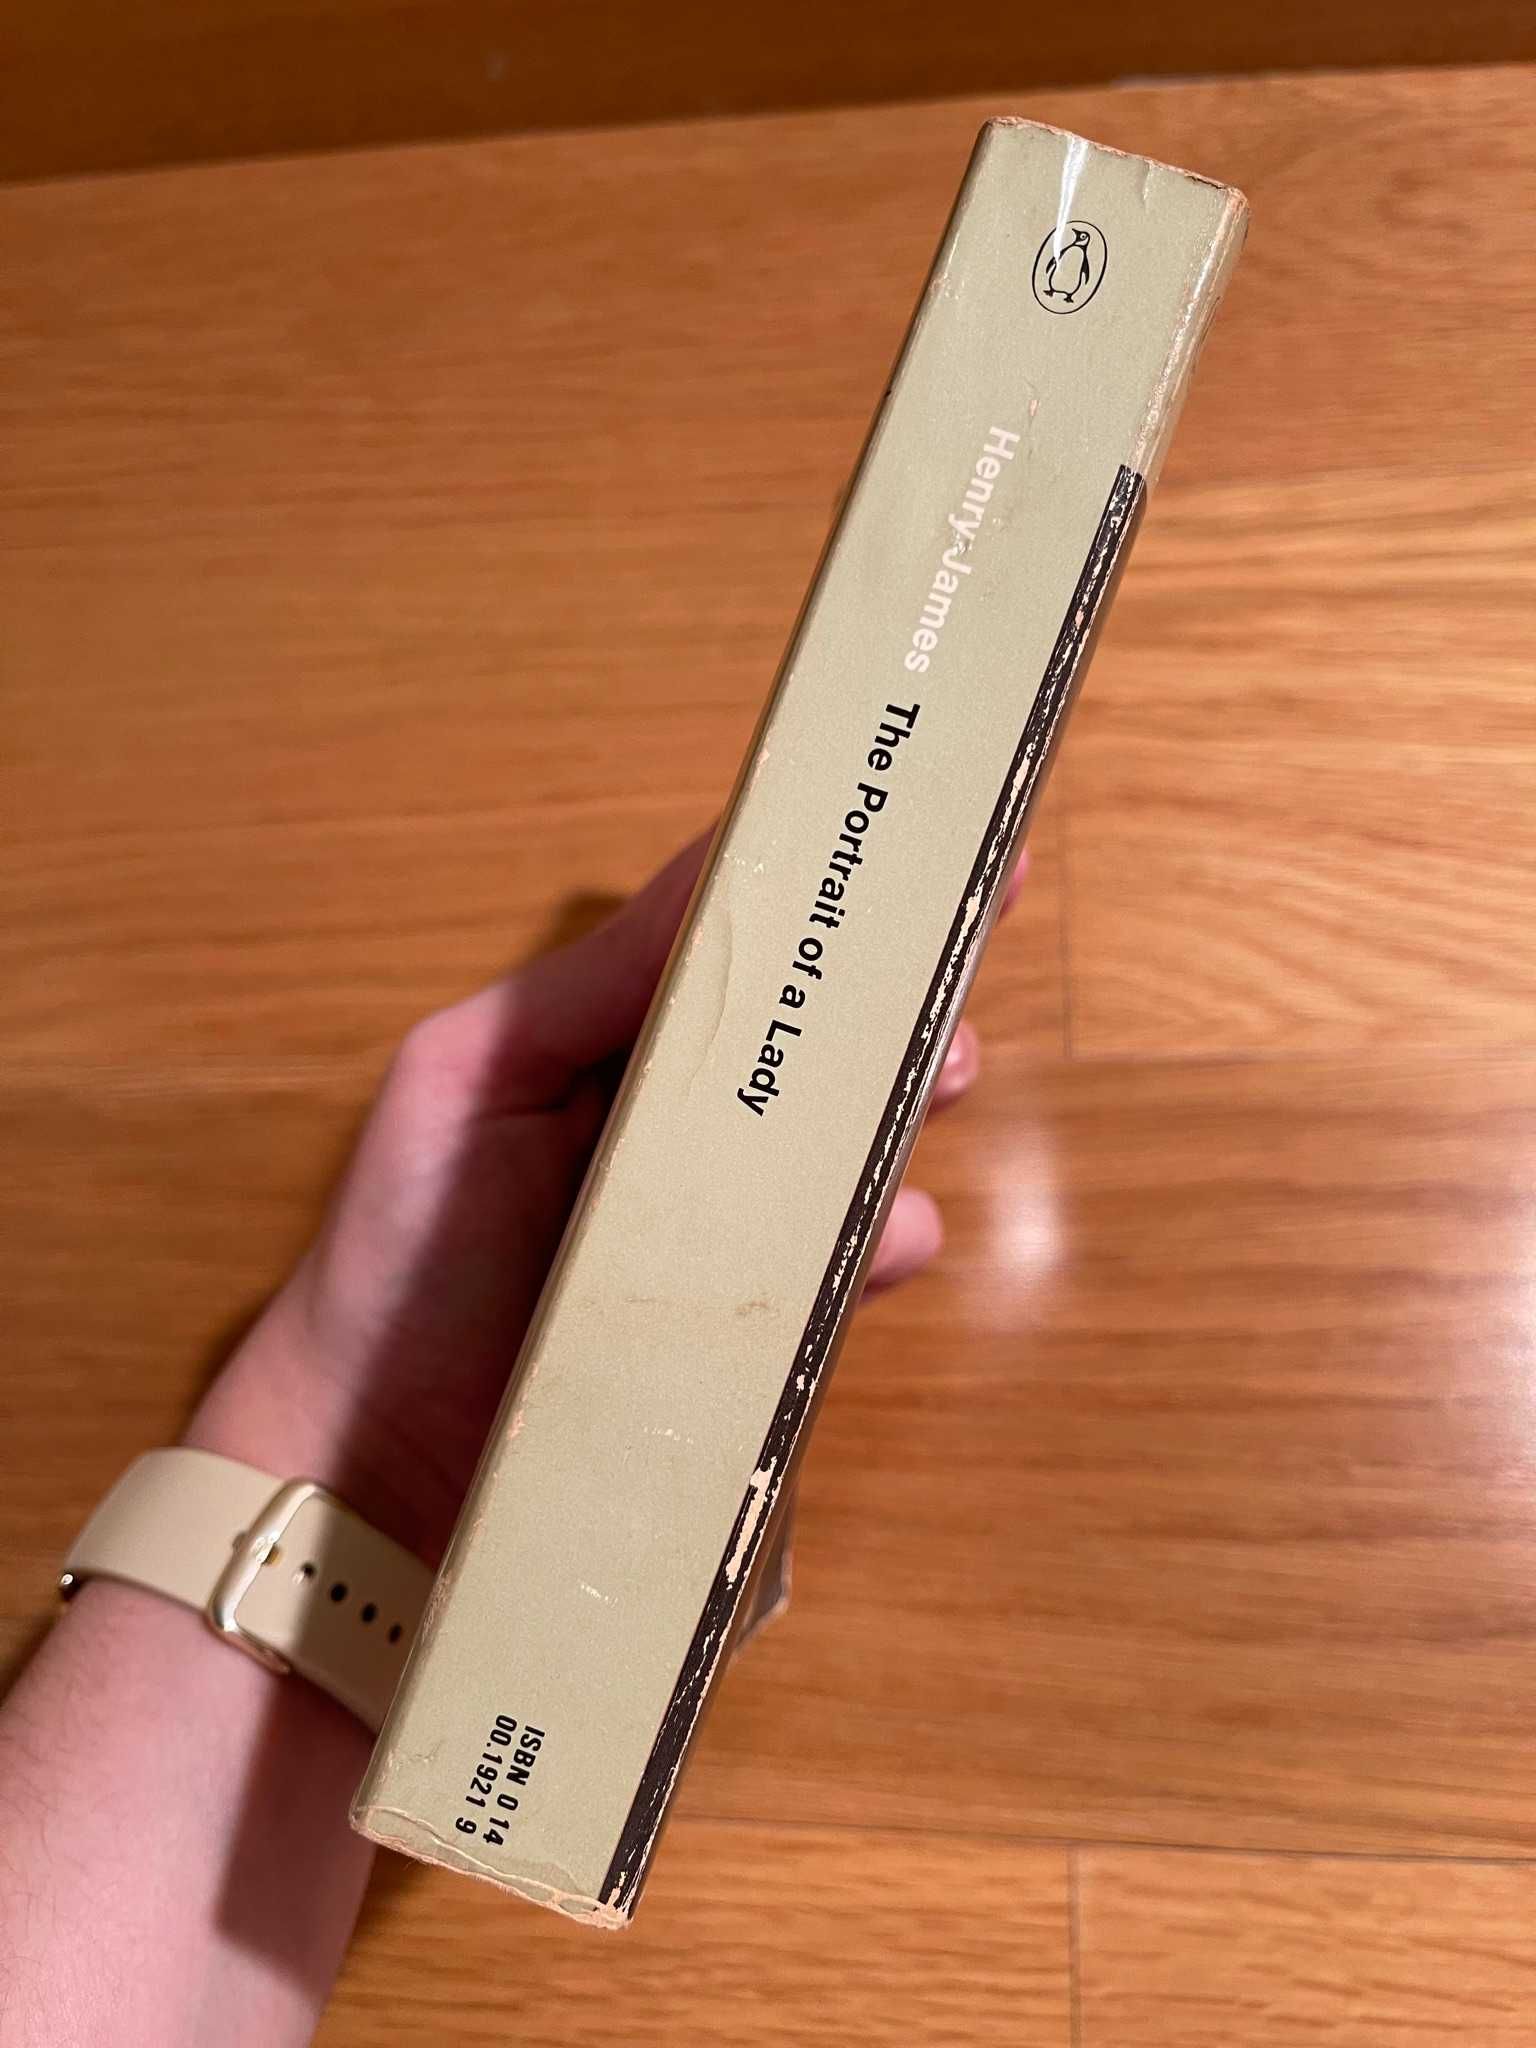 Henry James The Portrait of a Lady
ISBN 0 14
00.1921 9